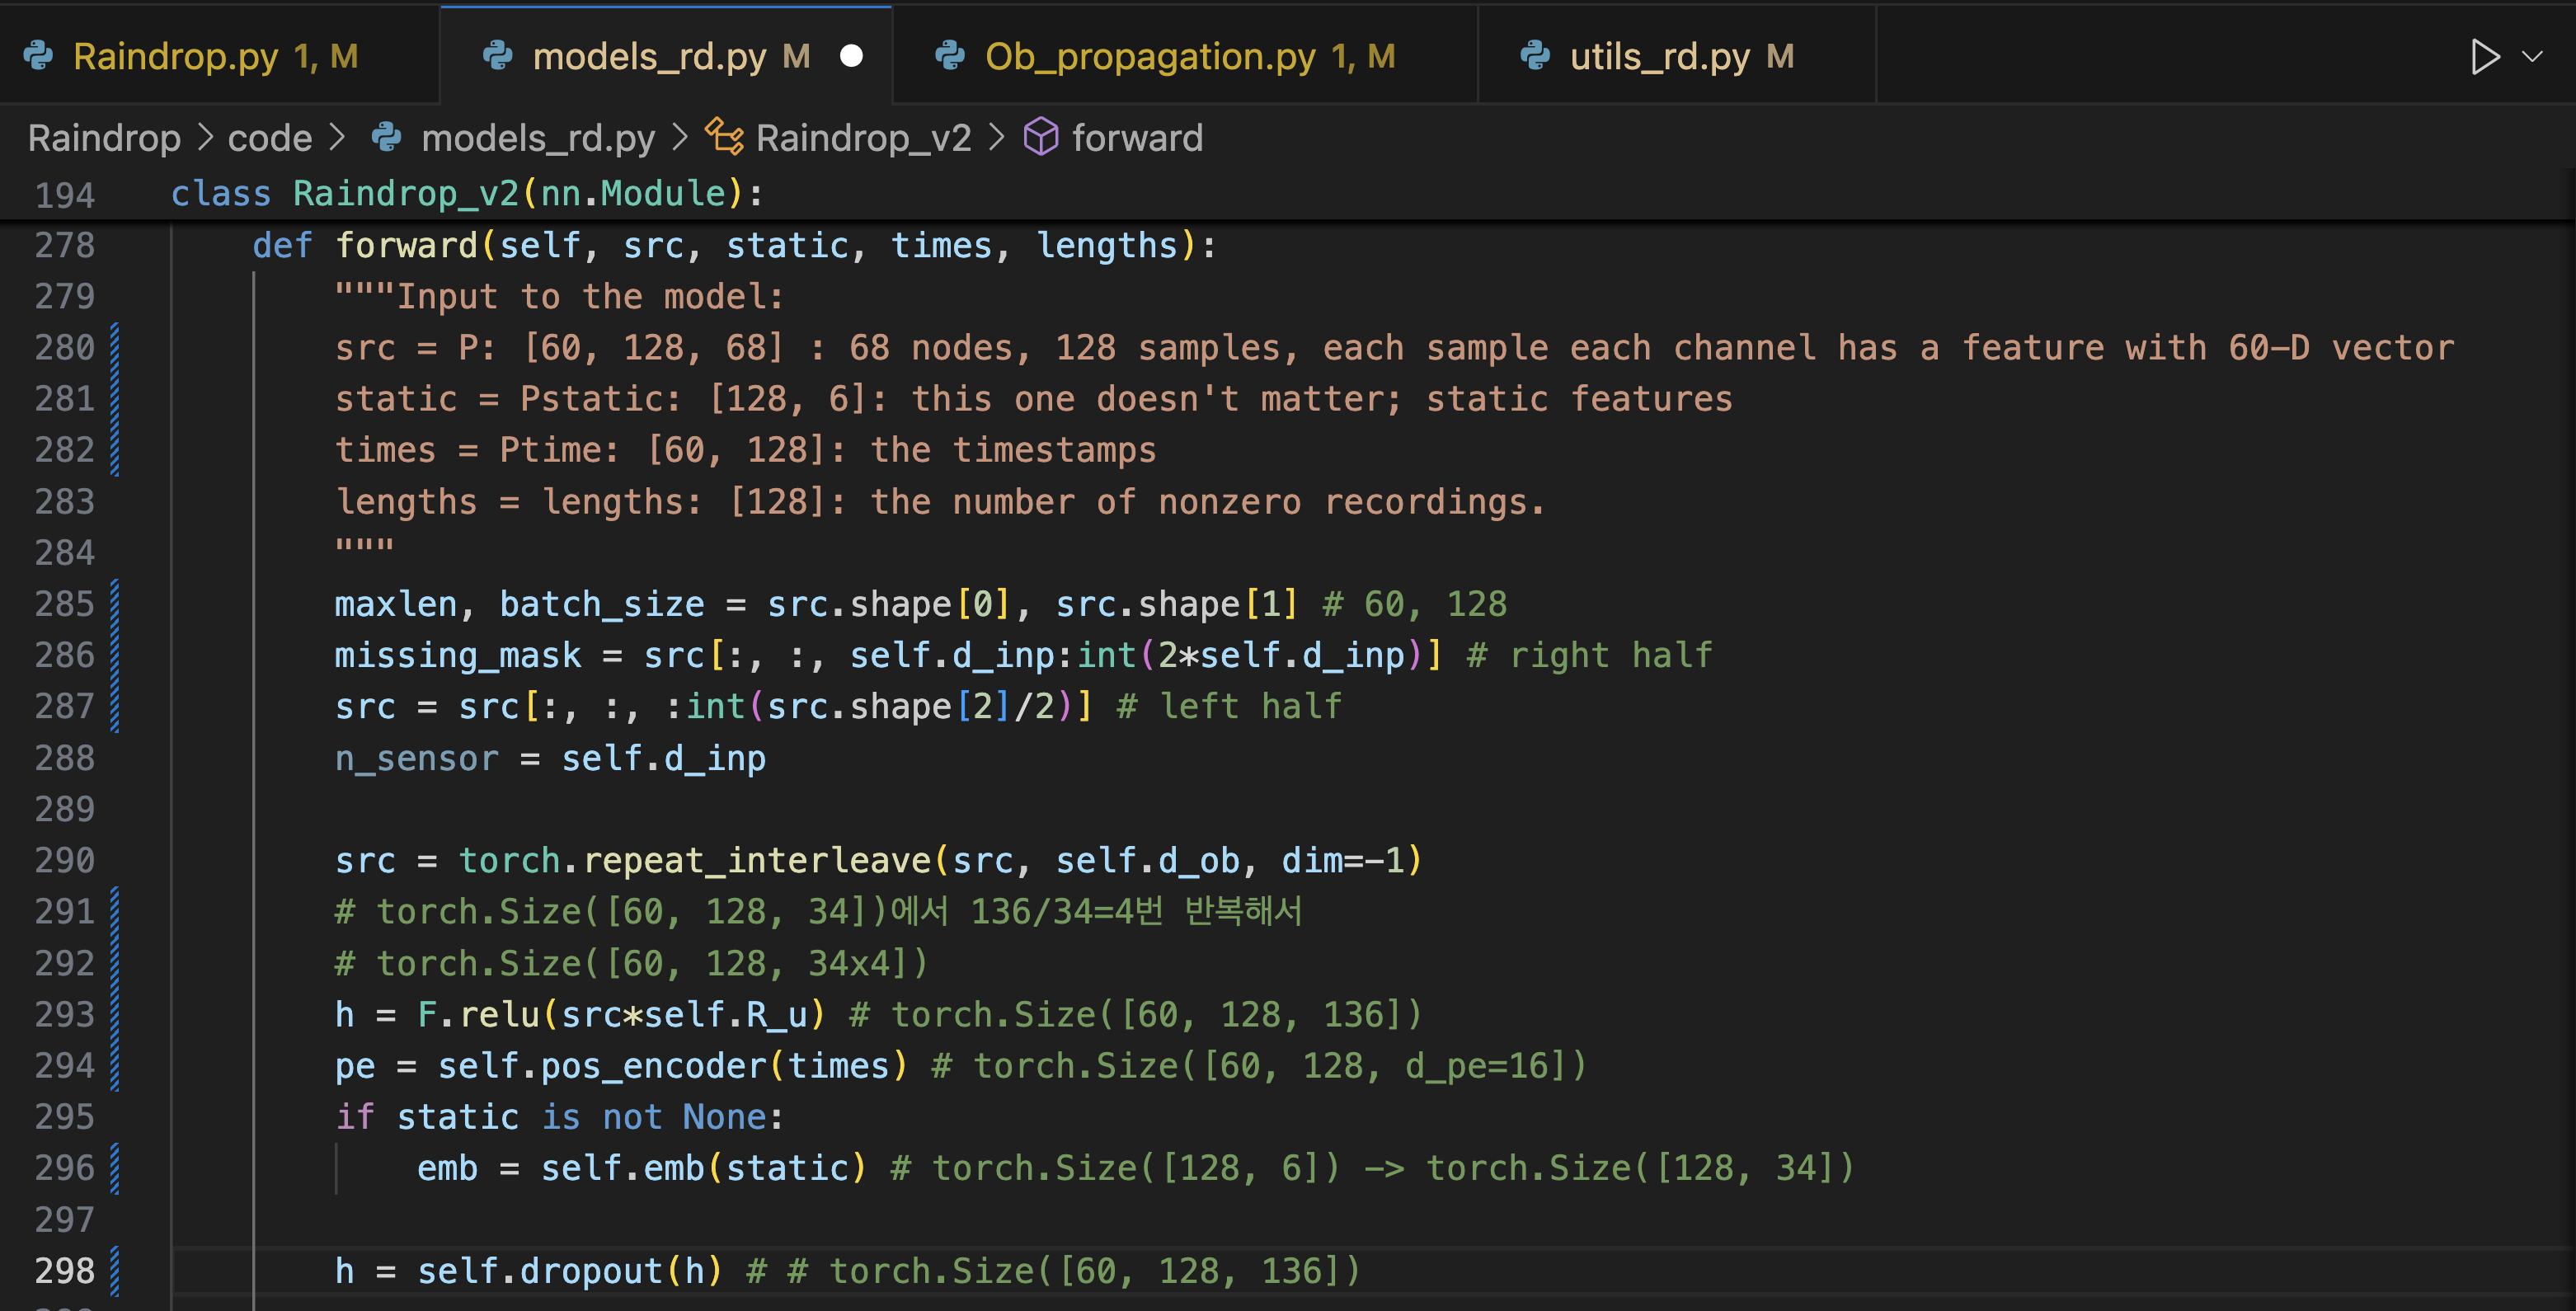 Raindrop.py 1, M
models_rd.py M
Ob_propagation.py 1, M
utils_rd.py M
Raindrop > code > models_rd.py > Raindrop_v2 > forward
194 class Raindrop_v2(nn.Module):
278 def forward(self, src, static, times, lengths):
279 """Input to the model:
280 src = P: [60, 128, 68] : 68 nodes, 128 samples, each sample each channel has a feature with 60-D vector
281 static = Pstatic: [128, 6]: this one doesn't matter; static features
282 times = Ptime: [60, 128]: the timestamps
283 lengths = lengths: [128]: the number of nonzero recordings.
284 """
285 maxlen, batch_size = src.shape[0], src.shape[1] # 60, 128
286 missing_mask = src[:, :, self.d_inp:int(2*self.d_inp)] # right half
287 src = src[:, :, :int(src.shape[2]/2)] # left half
288 n_sensor = self.d_inp
289
290 src = torch.repeat_interleave(src, self.d_ob, dim=-1)
291 # torch.Size([60, 128, 34])에서 136/34=4번 반복해서
292 # torch.Size([60, 128, 34x4])
293 h = F.relu(src*self.R_u) # torch.Size([60, 128, 136])
294 pe = self.pos_encoder(times) # torch.Size([60, 128, d_pe=16])
295 if static is not None:
296 emb = self.emb(static) # torch.Size([128, 6]) -> torch.Size([128, 34])
297
298 h = self.dropout(h) # # torch.Size([60, 128, 136])